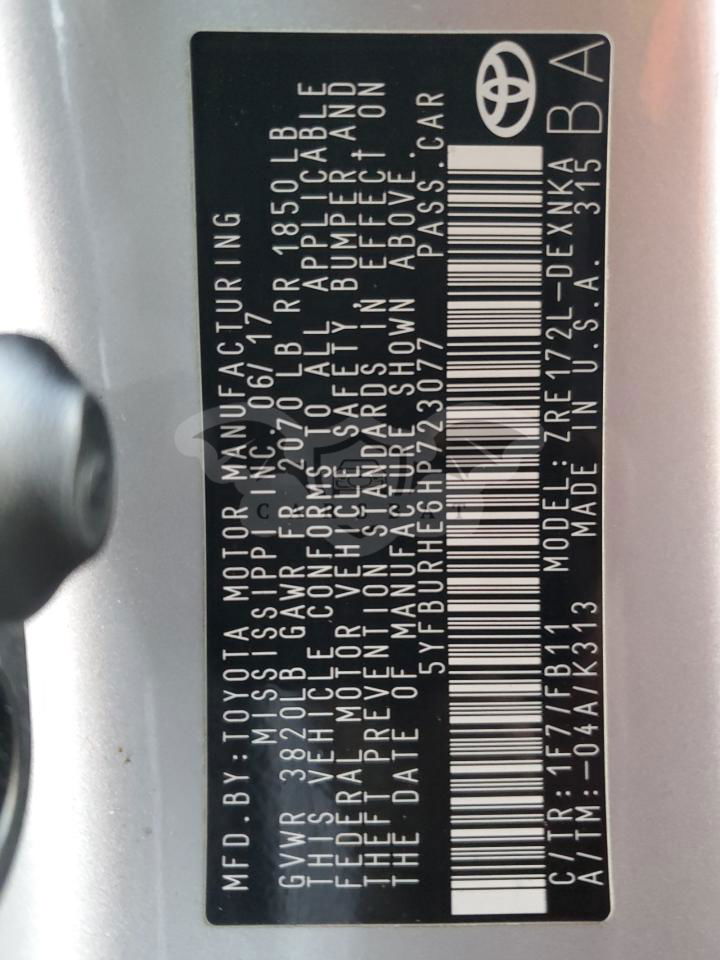 MFD.BY:TOYOTA MOTOR MANUFACTURING
MISSISSIPPI INC. 06/17
GVWR 3820LB GAWR FR 2070 LB RR 1850 LB
THIS VEHICLE CONFORMS TO ALL APPLICABLE
FEDERAL MOTOR VEHICLE SAFETY, BUMPER, AND
THEFT PREVENTION STANDARDS IN EFFECT ON
THE DATE OF MANUFACTURE SHOWN ABOVE.
5YFBURHE6HP723077 PASS.CAR
C/TR:1F7/FB11 MODEL:ZRE172L-DEXNKA
A/TM:-04A/K313 MADE IN U.S.A. 315
BA
CARSCAT